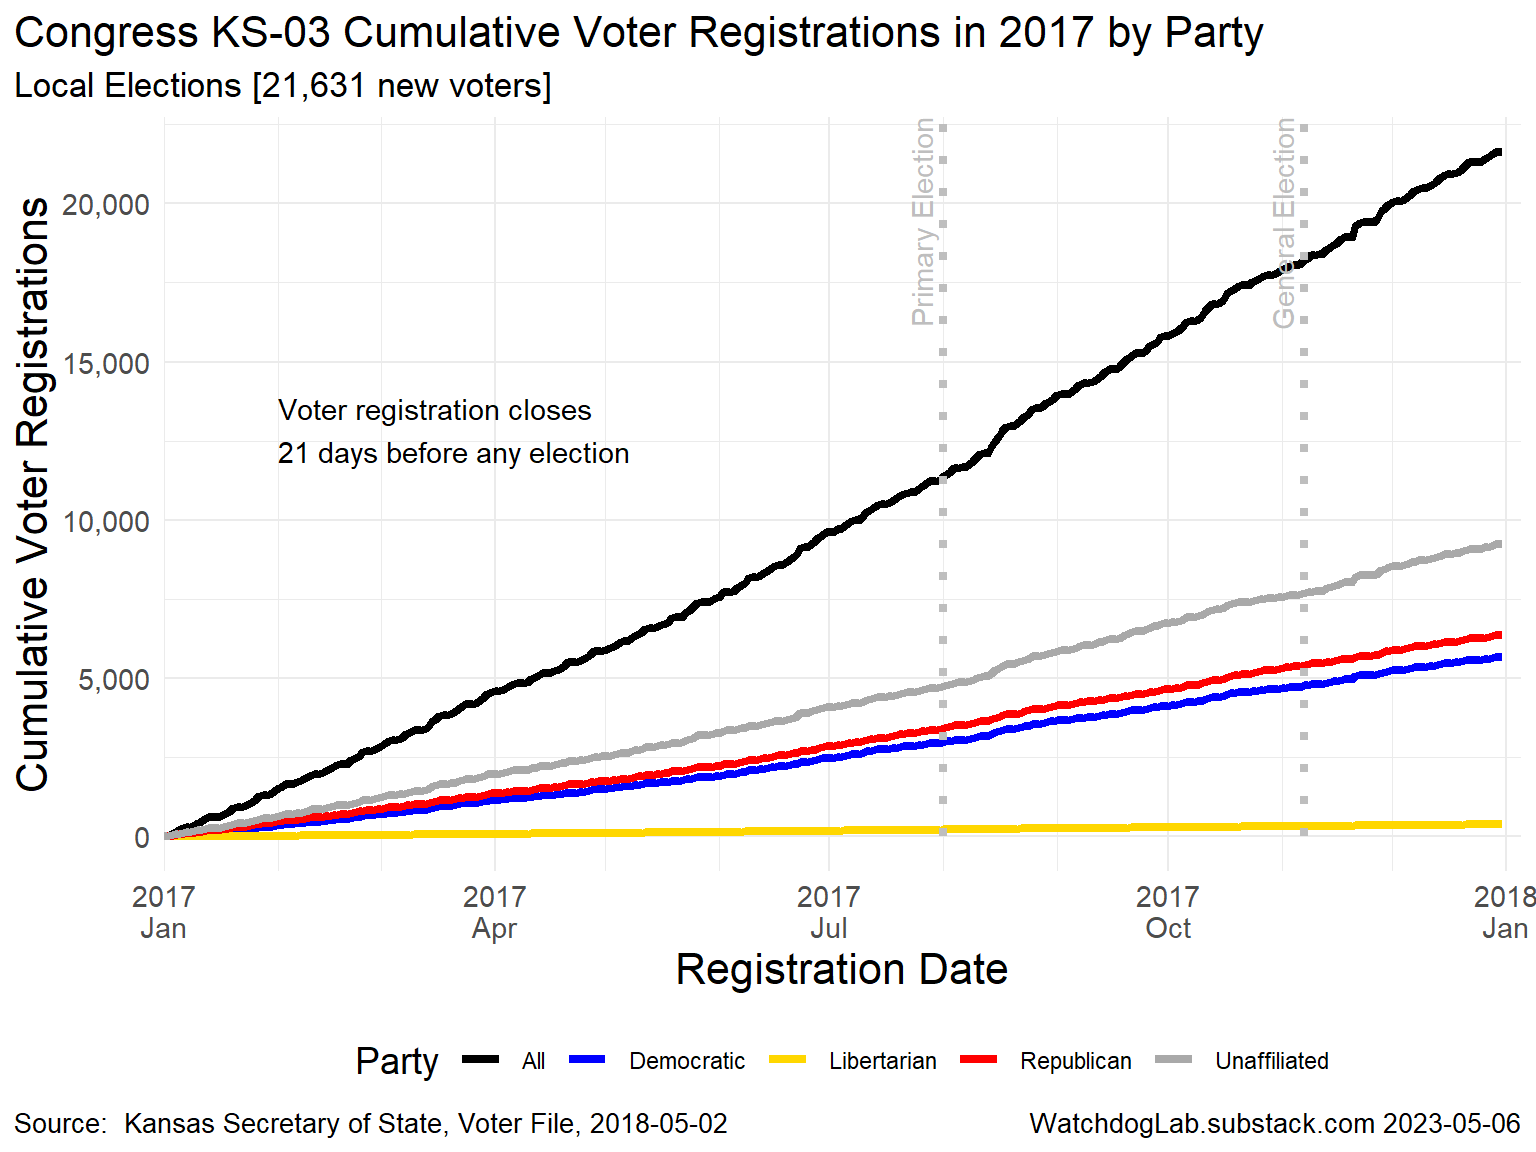 Congress KS-03 Cumulative Voter Registrations in 2017 by Party
Local Elections [21,631 new voters]
Cumulative Voter Registrations
20,000
15,000
10,000
5,000
0
Primary Election
General Election
Voter registration closes
21 days before any election
2017 2017 2017 2017 2018
Jan Apr Jul Oct Jan
Registration Date
Party All Democratic Libertarian Republican Unaffiliated
Source:  Kansas Secretary of State, Voter File, 2018-05-02
WatchdogLab.substack.com 2023-05-06